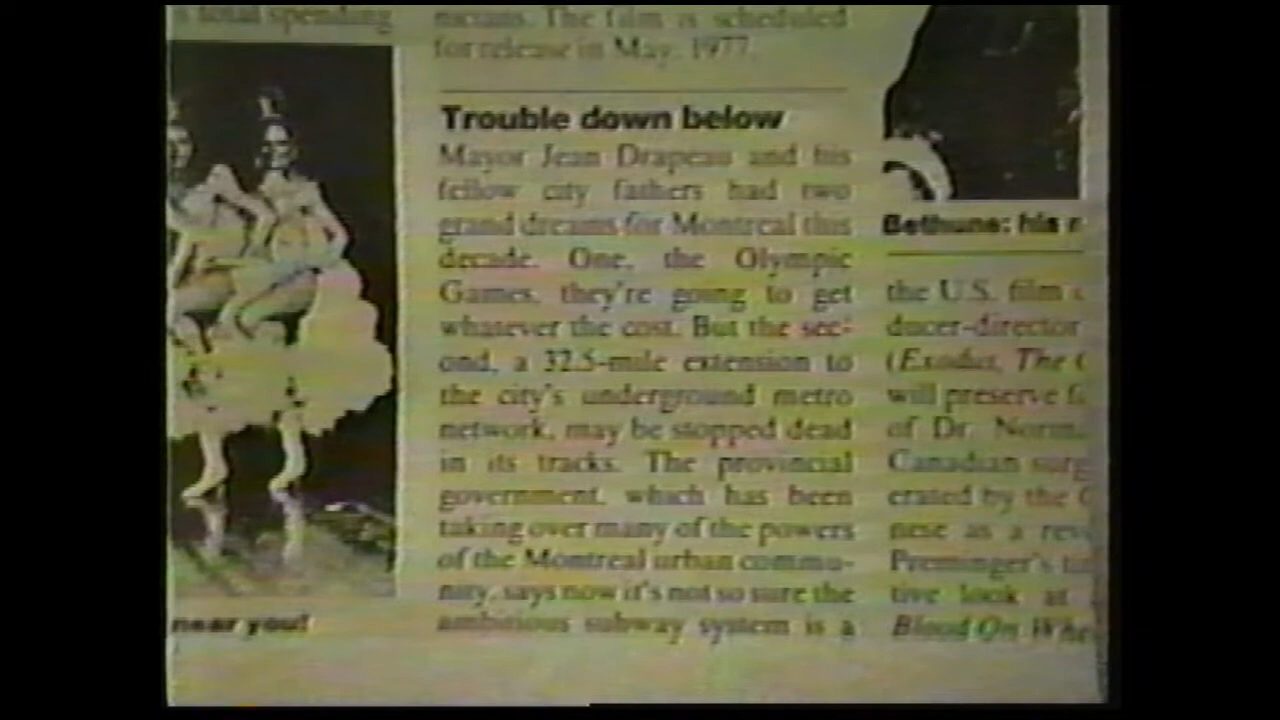 total spending
near you!
The film is scheduled
for release in May, 1977.
Trouble down below
Mayor Jean Drapeau and his
fellow city fathers had two
grand dreams for Montreal this
decade. One, the Olympic
Games, they're going to get
whatever the cost. But the sec-
ond, a 32.5-mile extension to
the city's underground metro
network, may be stopped dead
in its tracks. The provincial
government, which has been
taking over many of the powers
of the Montreal urban commu-
nity, says now it's not so sure the
ambitious subway system is a
Bethune: his
the U.S. film
ducer-director
(Exodus, The
will preserve
of Dr. Norm
Canadian surg
erated by the
nese as a rev
Preminger's
tive look at
Blood On Whe